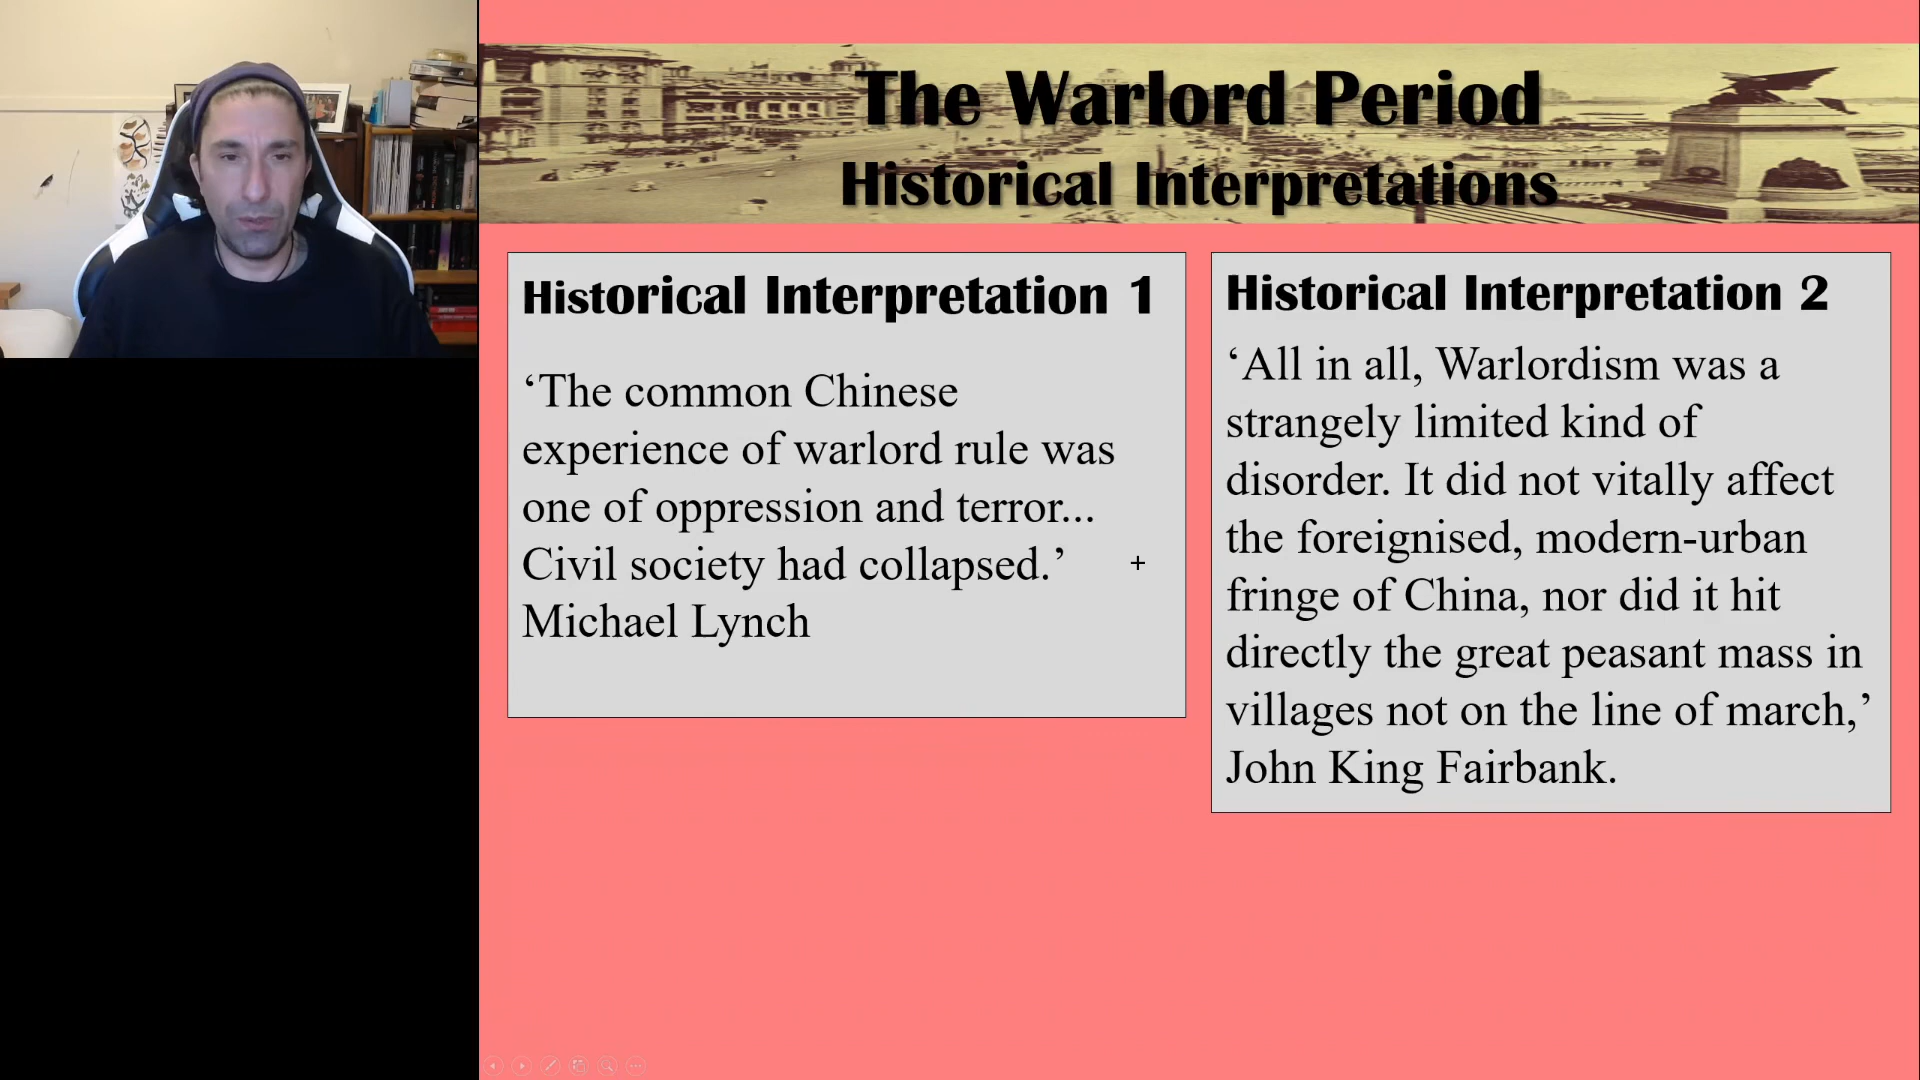 The Warlord Period
Historical Interpretations
Historical Interpretation 1
‘The common Chinese
experience of warlord rule was
one of oppression and terror...
Civil society had collapsed.’
Michael Lynch
Historical Interpretation 2
‘All in all, Warlordism was a
strangely limited kind of
disorder. It did not vitally affect
the foreignised, modern-urban
fringe of China, nor did it hit
directly the great peasant mass in
villages not on the line of march,’
John King Fairbank.